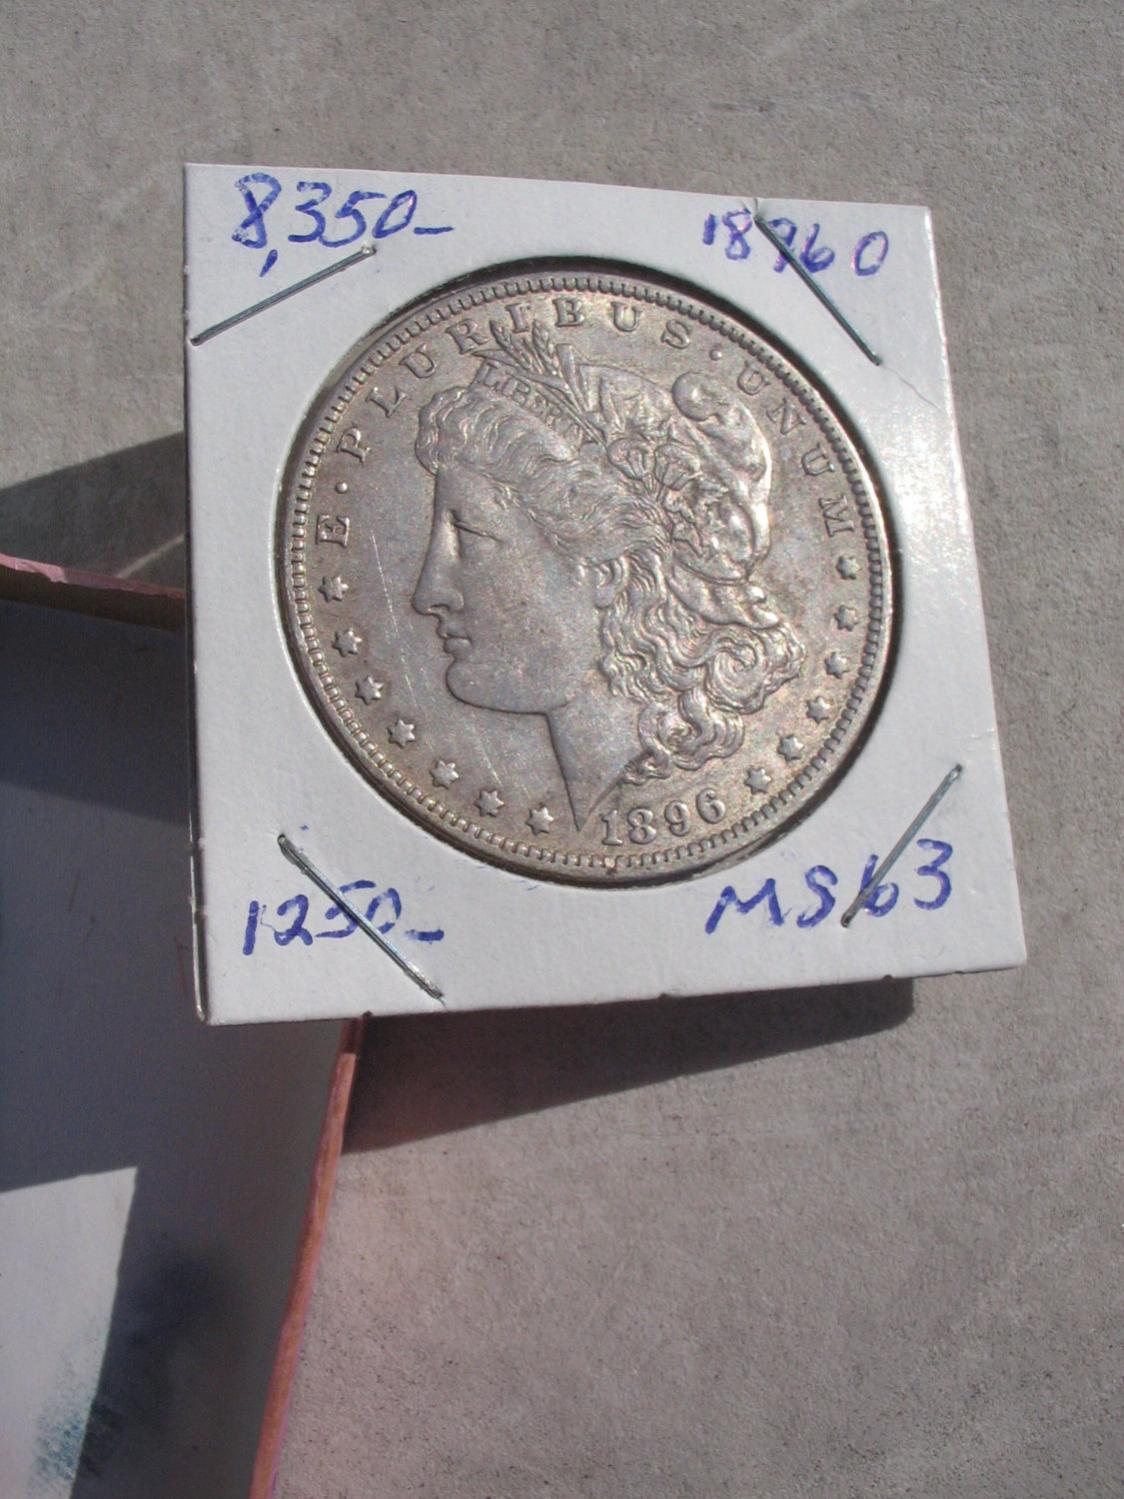 8,350-
1896 O
E · PLURIBUS · UNUM
LIBERTY
1896
1250-
MS63